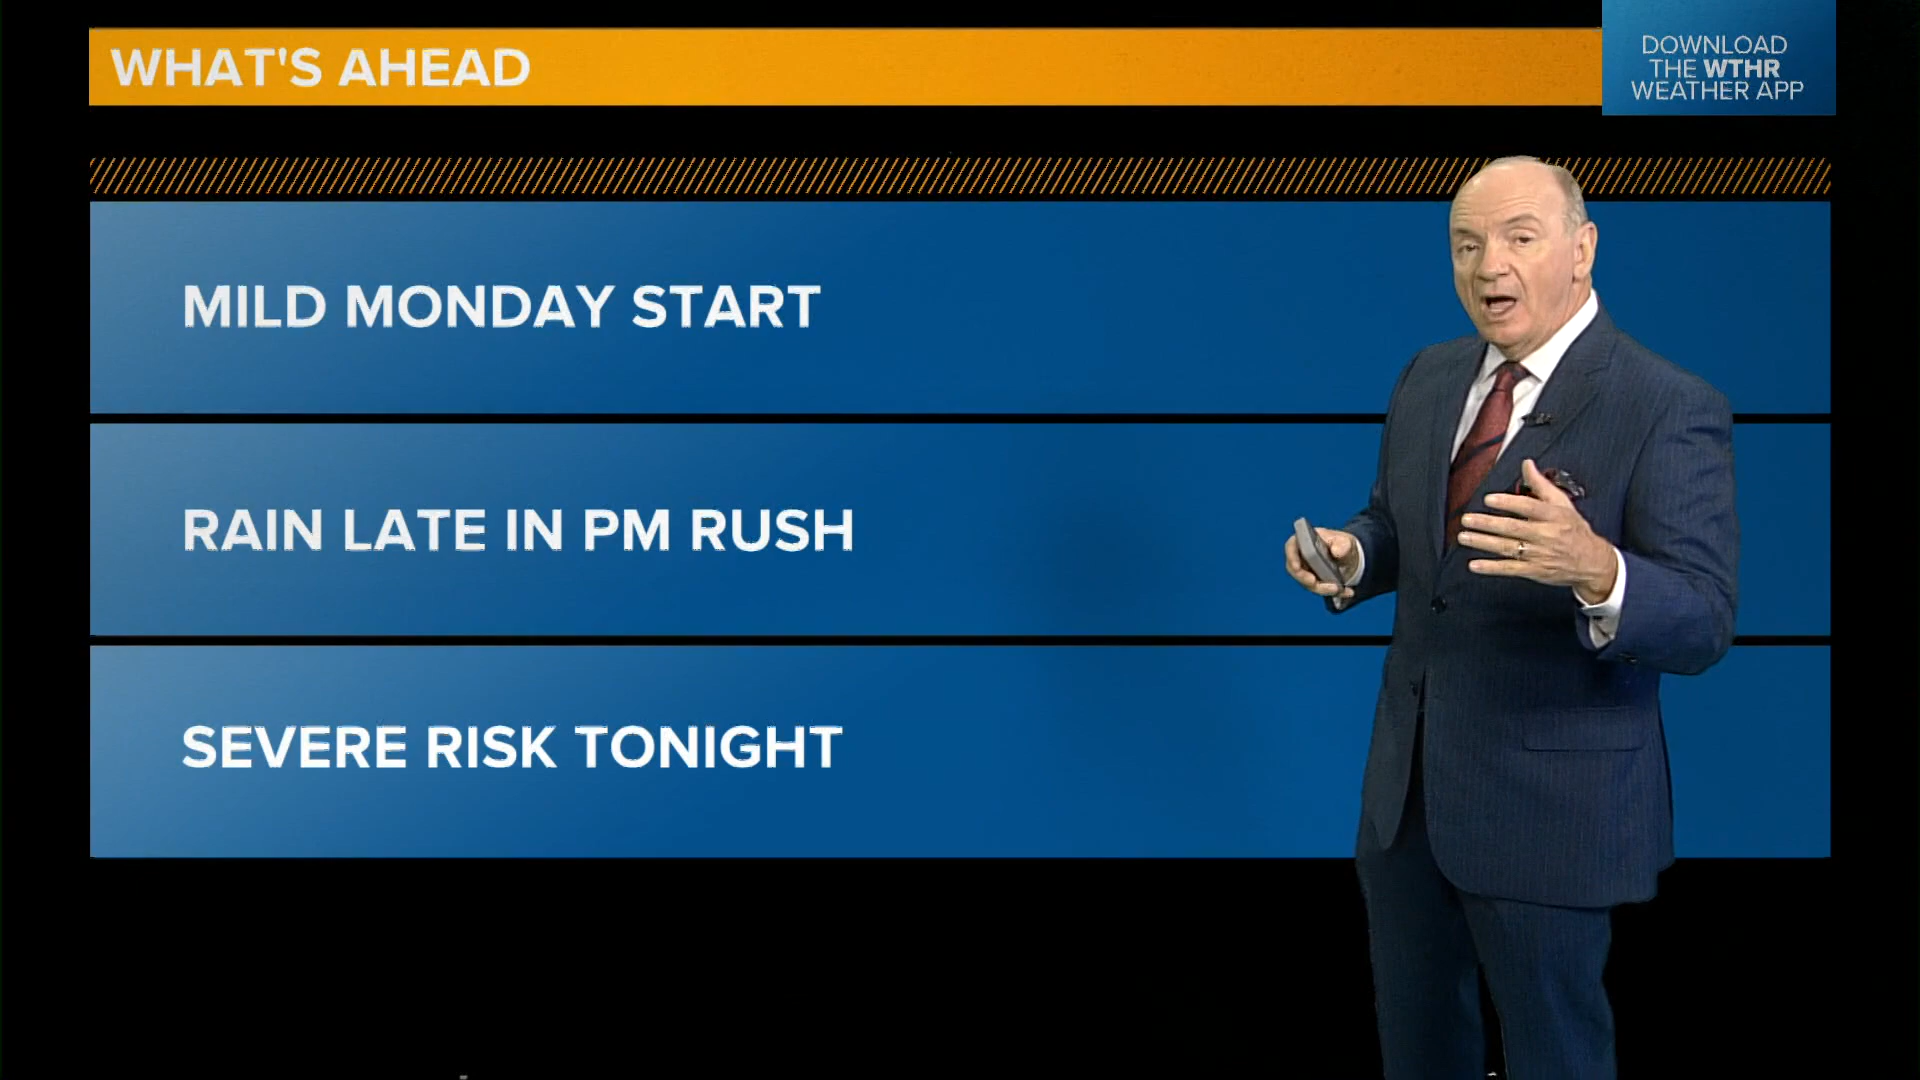 WHAT'S AHEAD
DOWNLOAD
THE WTHR
WEATHER APP
MILD MONDAY START
RAIN LATE IN PM RUSH
SEVERE RISK TONIGHT